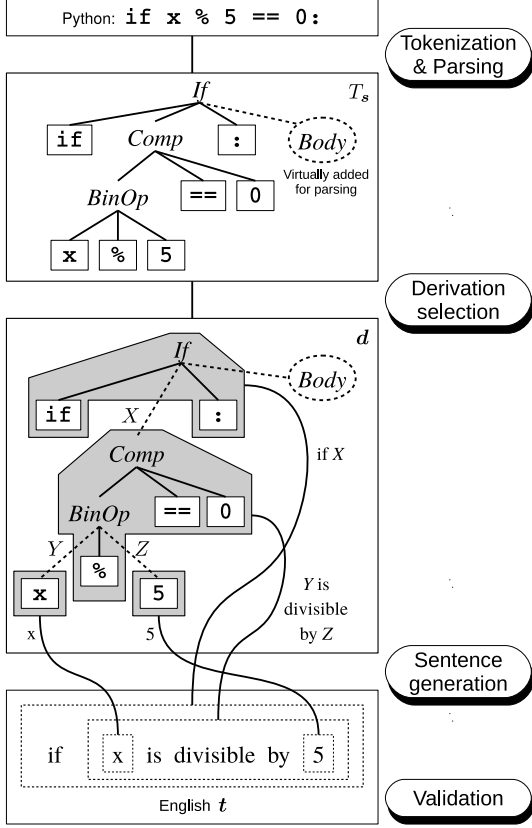 Python: if x % 5 == 0:
Tokenization
& Parsing
If
T_s
if
Comp
:
Body
Virtually added
for parsing
BinOp
==
0
x
%
5
Derivation
selection
If
d
Body
if
X
:
Comp
if X
BinOp
==
0
Y
Z
%
x
5
Y is
divisible
by Z
x
5
Sentence
generation
if x is divisible by 5
English t
Validation